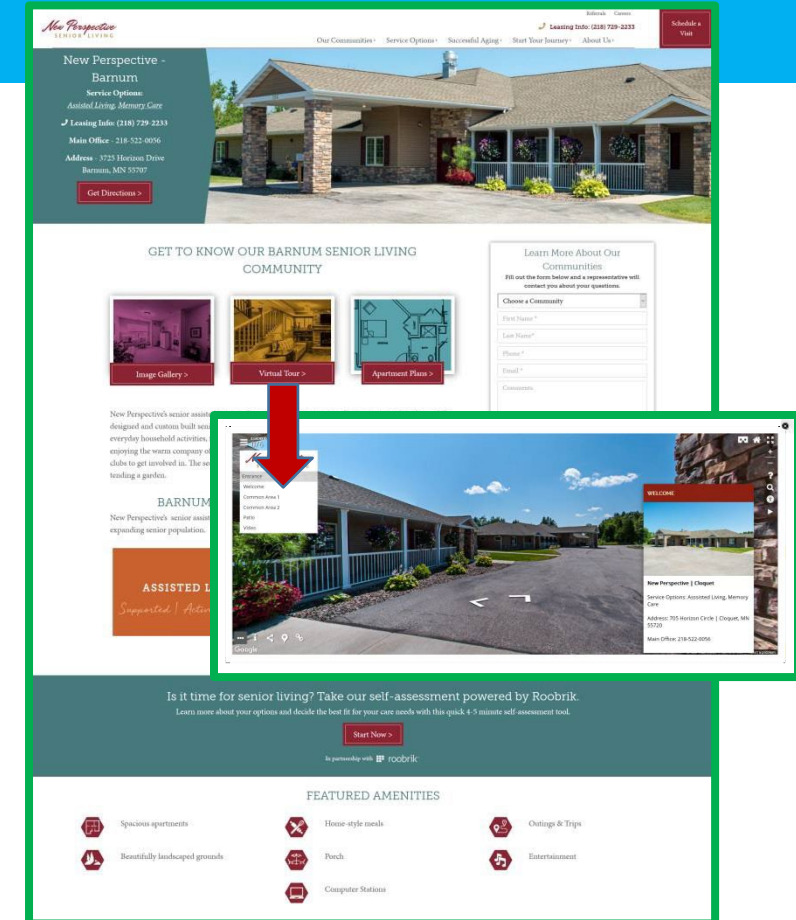 Referrals Careers
New Perspective
SENIOR LIVING
Leasing Info: (218) 729-2233
Schedule a
Visit
Our Communities Service Options Successful Aging Start Your Journey About Us
New Perspective -
Barnum
Service Options:
Assisted Living, Memory Care
Leasing Info: (218) 729-2233
Main Office - 218-522-0056
Address - 3725 Horizon Drive
Barnum, MN 55707
Get Directions >
GET TO KNOW OUR BARNUM SENIOR LIVING
COMMUNITY
Image Gallery >
Virtual Tour >
Apartment Plans >
Learn More About Our
Communities
Fill out the form below and a representative will
contact you about your questions.
Choose a Community
First Name *
Last Name*
Phone *
Email *
Comments
New Perspective's senior assiste
designed and custom built sen
everyday household activities,
enjoying the warm company o
clubs to get involved in. The se
tending a garden.
BARNUM
New Perspective's senior assist
expanding senior population.
ASSISTED L
Supported | Activ
Entrance
Welcome
Common Area 1
Common Area 2
Patio
Video
Google
WELCOME
New Perspective | Cloquet
Service Options: Assisted Living, Memory
Care
Address: 705 Horizon Circle | Cloquet, MN
55720
Main Office: 218-522-0056
Is it time for senior living? Take our self-assessment powered by Roobrik.
Learn more about your options and decide the best fit for your care needs with this quick 4-5 minute self-assessment tool.
Start Now >
In partnership with roobrik
FEATURED AMENITIES
Spacious apartments
Home-style meals
Outings & Trips
Beautifully landscaped grounds
Porch
Entertainment
Computer Stations